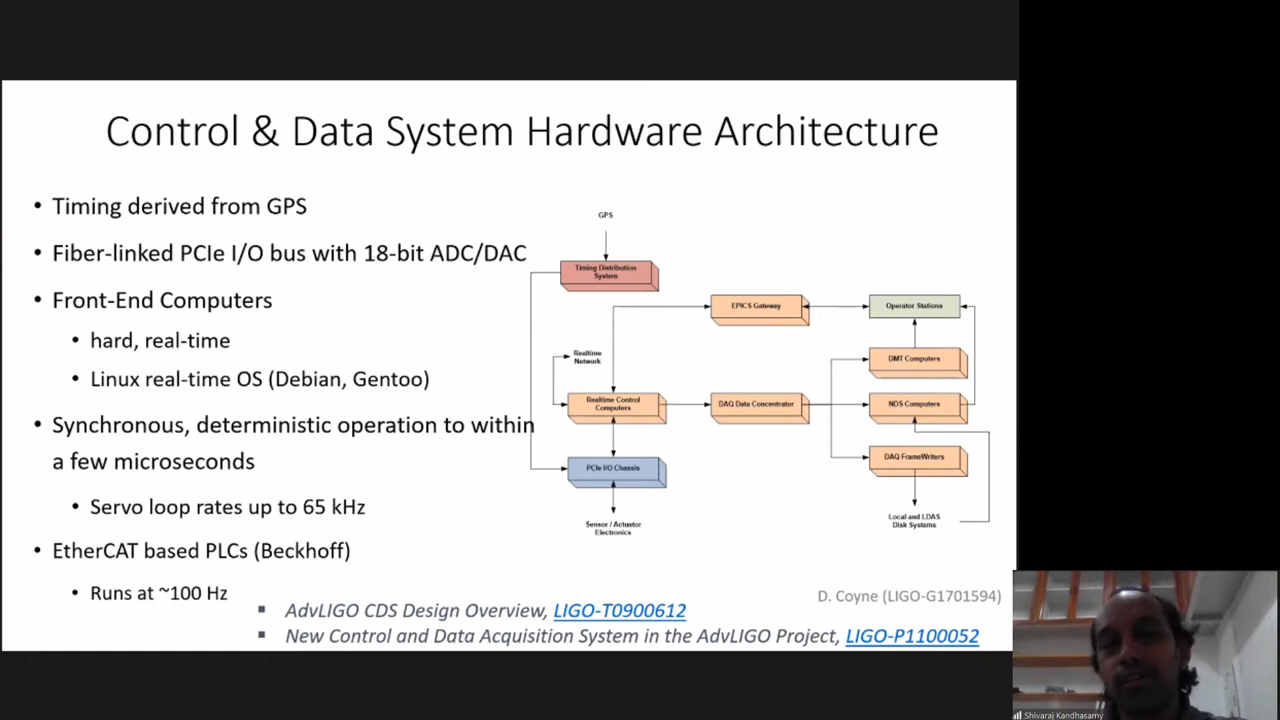 Control & Data System Hardware Architecture
• Timing derived from GPS
• Fiber-linked PCIe I/O bus with 18-bit ADC/DAC
• Front-End Computers
• hard, real-time
• Linux real-time OS (Debian, Gentoo)
• Synchronous, deterministic operation to within
a few microseconds
• Servo loop rates up to 65 kHz
• EtherCAT based PLCs (Beckhoff)
• Runs at ~100 Hz
GPS
Timing Distribution
System
EPICS Gateway
Operator Stations
Realtime
Network
DMT Computers
Realtime Control
Computers
DAQ Data Concentrator
NDS Computers
DAQ FrameWriters
PCIe I/O Chassis
Sensor / Actuator
Electronics
Local and LDAS
Disk Systems
D. Coyne (LIGO-G1701594)
▪ AdvLIGO CDS Design Overview, LIGO-T0900612
▪ New Control and Data Acquisition System in the AdvLIGO Project, LIGO-P1100052
Shivaraj Kandhasamy